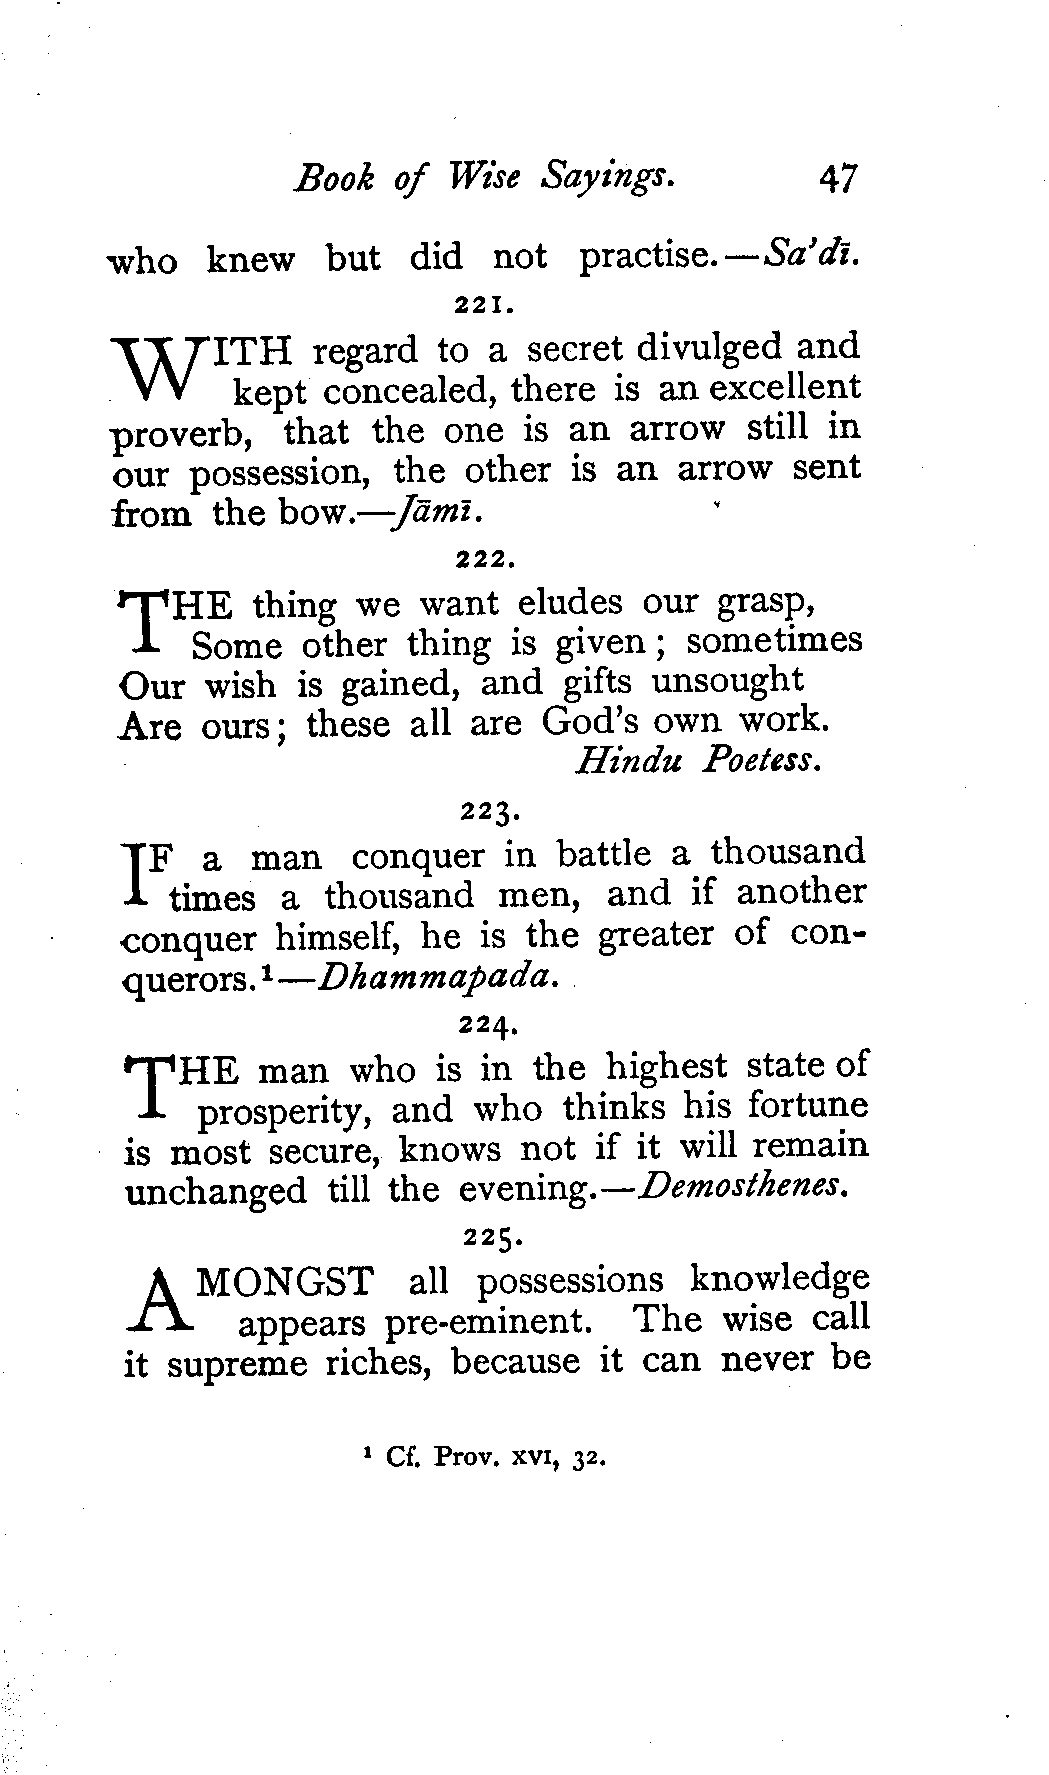 Book of Wise Sayings. 47
who knew but did not practise.—Sa'dī.
221.
WITH regard to a secret divulged and
kept concealed, there is an excellent
proverb, that the one is an arrow still in
our possession, the other is an arrow sent
from the bow.—Jāmī.
222.
THE thing we want eludes our grasp,
Some other thing is given; sometimes
Our wish is gained, and gifts unsought
Are ours; these all are God's own work.
Hindu Poetess.
223.
IF a man conquer in battle a thousand
times a thousand men, and if another
conquer himself, he is the greater of con-
querors.¹—Dhammapada.
224.
THE man who is in the highest state of
prosperity, and who thinks his fortune
is most secure, knows not if it will remain
unchanged till the evening.—Demosthenes.
225.
AMONGST all possessions knowledge
appears pre-eminent. The wise call
it supreme riches, because it can never be
¹ Cf. Prov. XVI, 32.